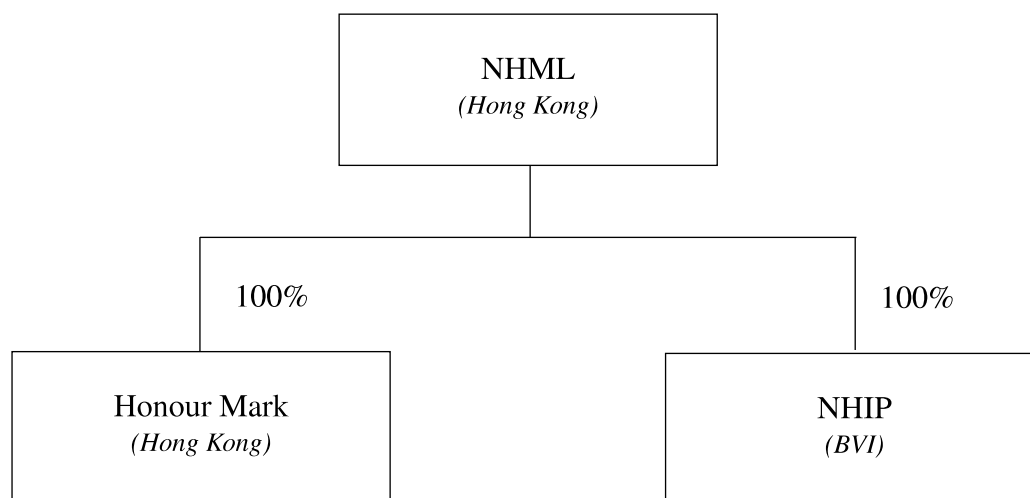 NHML
(Hong Kong)
100%
100%
Honour Mark
(Hong Kong)
NHIP
(BVI)